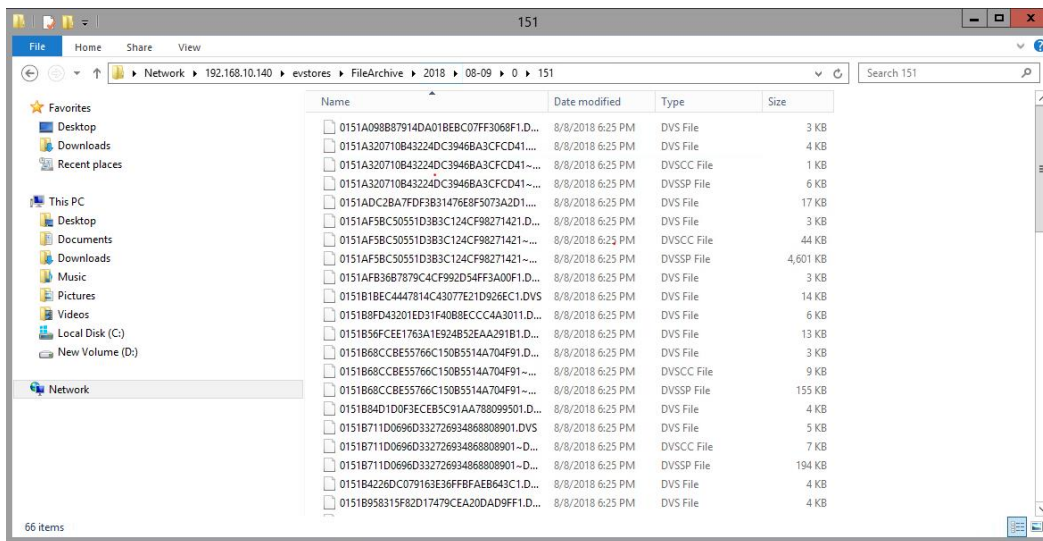 151
File Home Share View
Network 192.168.10.140 evstores FileArchive 2018 08-09 0 151 Search 151
Name Date modified Type Size
Favorites
Desktop
Downloads
Recent places
This PC
Desktop
Documents
Downloads
Music
Pictures
Videos
Local Disk (C:)
New Volume (D:)
Network
0151A098B87914DA01BEBC07FF3068F1.D... 8/8/2018 6:25 PM DVS File 3 KB
0151A320710B43224DC3946BA3CFCD41.... 8/8/2018 6:25 PM DVS File 4 KB
0151A320710B43224DC3946BA3CFCD41~... 8/8/2018 6:25 PM DVSCC File 1 KB
0151A320710B43224DC3946BA3CFCD41~... 8/8/2018 6:25 PM DVSSP File 6 KB
0151ADC2BA7FDF3B31476E8F5073A2D1.... 8/8/2018 6:25 PM DVS File 17 KB
0151AF5BC50551D3B3C124CF98271421.D... 8/8/2018 6:25 PM DVS File 3 KB
0151AF5BC50551D3B3C124CF98271421~... 8/8/2018 6:25 PM DVSCC File 44 KB
0151AF5BC50551D3B3C124CF98271421~... 8/8/2018 6:25 PM DVSSP File 4,601 KB
0151AFB36B7879C4CF992D54FF3A00F1.D... 8/8/2018 6:25 PM DVS File 3 KB
0151B1BEC4447814C43077E21D926EC1.DVS 8/8/2018 6:25 PM DVS File 14 KB
0151B8FD43201ED31F40B8ECCC4A3011.D... 8/8/2018 6:25 PM DVS File 6 KB
0151B56FCEE1763A1E924B52EAA291B1.D... 8/8/2018 6:25 PM DVS File 13 KB
0151B68CCBE55766C150B5514A704F91.D... 8/8/2018 6:25 PM DVS File 3 KB
0151B68CCBE55766C150B5514A704F91~... 8/8/2018 6:25 PM DVSCC File 9 KB
0151B68CCBE55766C150B5514A704F91~... 8/8/2018 6:25 PM DVSSP File 155 KB
0151B84D1D0F3ECEB5C91AA788099501.D... 8/8/2018 6:25 PM DVS File 4 KB
0151B711D0696D332726934868808901.DVS 8/8/2018 6:25 PM DVS File 5 KB
0151B711D0696D332726934868808901~D... 8/8/2018 6:25 PM DVSCC File 7 KB
0151B711D0696D332726934868808901~D... 8/8/2018 6:25 PM DVSSP File 194 KB
0151B4226DC079163E36FFBFAEB643C1.D... 8/8/2018 6:25 PM DVS File 4 KB
0151B958315F82D17479CEA20DAD9FF1.D... 8/8/2018 6:25 PM DVS File 4 KB
66 items